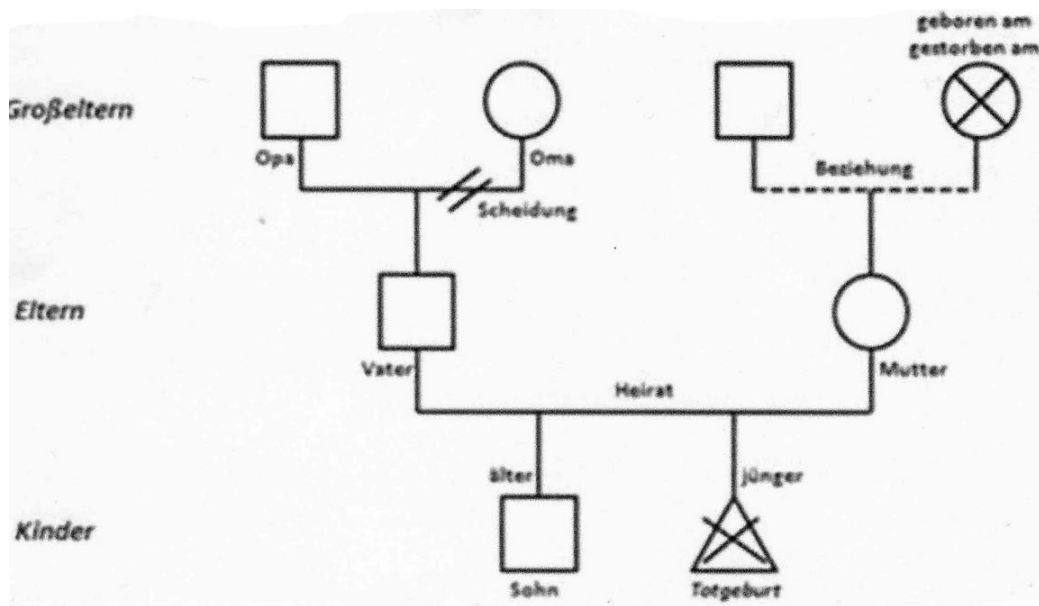 geboren am
gestorben am
Großeltern
Opa
Oma
Beziehung
Scheidung
Eltern
Vater
Mutter
Heirat
älter
jünger
Kinder
Sohn
Totgeburt